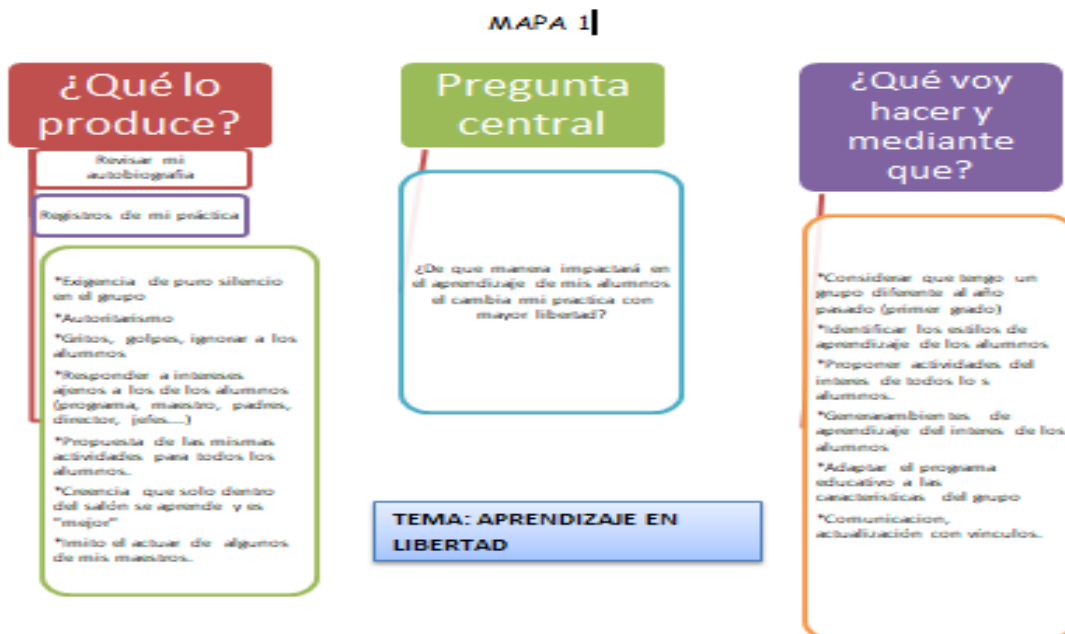 MAPA 1
¿Qué lo
produce?
Revisar mi
autobiografia
Registros de mi práctica
*Exigencia de puro silencio
en el grupo
*Autoritarismo
*Gritos, golpes, ignorar a los
alumnos
*Responder a intereses
ajenos a los de los alumnos
(programa, maestro, padres,
director, jefes....)
*Propuesta de las mismas
actividades para todos los
alumnos..
*Creencia que solo dentro
del salón se aprende y es
"mejor"
*Imito el actuar de algunos
de mis maestros..
Pregunta
central
¿De que manera impactará en
el aprendizaje de mis alumnos
el cambia rmi practica con
mayor libertad?
TEMA: APRENDIZAJE EN
LIBERTAD
¿Qué voy
hacer y
mediante
que?
*Considerar que tengo un
grupo diferente al año
pasado (primer grado)
*Identificar los estilos de
aprendizaje de los alumnos
*Proponer actividades del
interes de todos lo s
alumnos..
*Generarambien tes de
aprendizaje del interes de los
alumnos
*Adaptar el programa
educativo a las
caracteristicas del grupo
*Comunicacion,
actualización con vinculos..